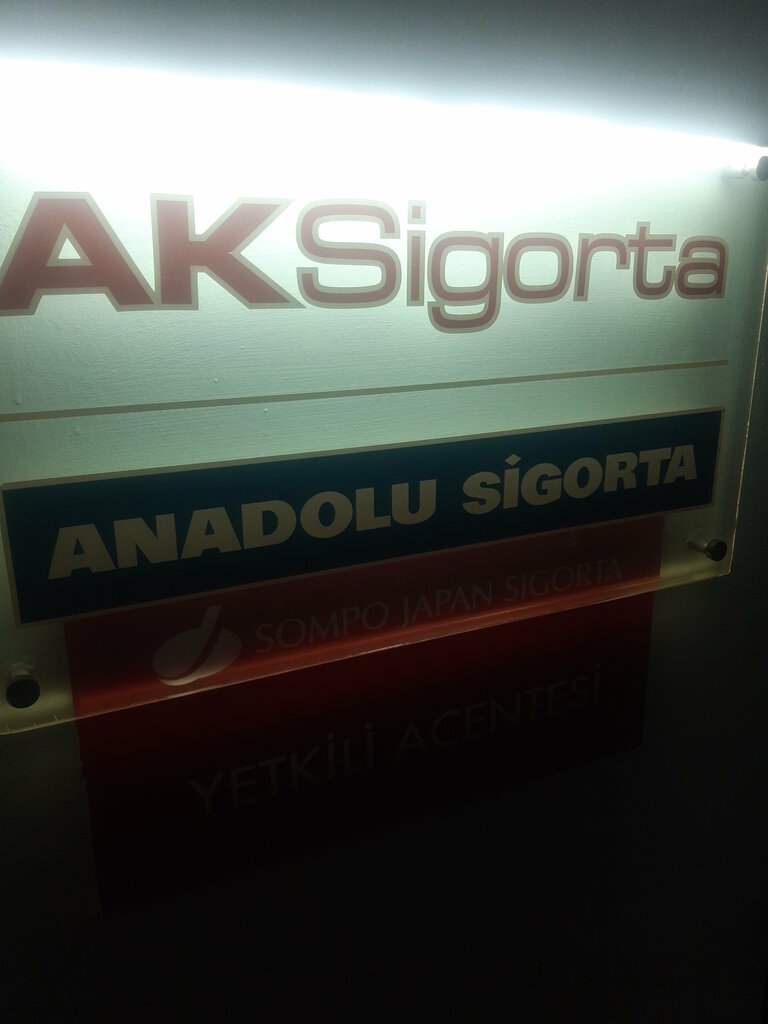 AKSigorta
ANADOLU SİGORTA
SOMPO JAPAN SİGORTA
YETKİLİ ACENTESİ